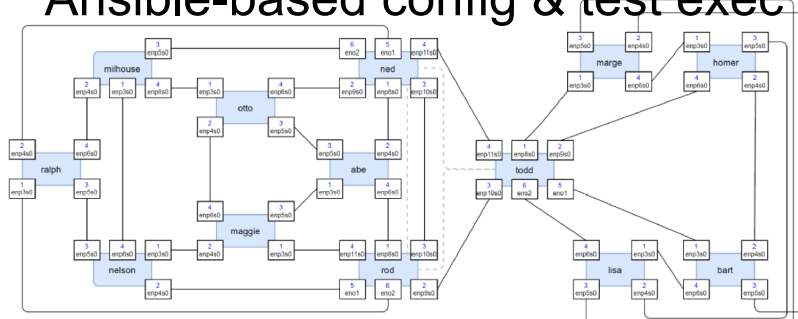 Ansible-based config & test exec
3 enp5s0
2 enp4s0
1 enp3s0
3 enp5s0
marge
homer
1 enp3s0
4 enp6s0
4 enp6s0
2 enp4s0
3 enp5s0
6 eno2
5 eno1
4 enp11s0
milhouse
ned
2 enp4s0
1 enp3s0
4 enp6s0
1 enp3s0
4 enp6s0
2 enp9s0
1 enp8s0
3 enp10s0
otto
2 enp4s0
3 enp5s0
2 enp4s0
4 enp6s0
3 enp5s0
2 enp4s0
4 enp11s0
1 enp8s0
2 enp9s0
ralph
abe
todd
1 enp3s0
3 enp5s0
1 enp3s0
4 enp6s0
3 enp10s0
6 eno2
5 eno1
4 enp6s0
3 enp5s0
maggie
3 enp5s0
4 enp6s0
1 enp3s0
2 enp4s0
1 enp3s0
4 enp11s0
1 enp8s0
3 enp10s0
4 enp6s0
1 enp3s0
1 enp3s0
2 enp4s0
nelson
rod
lisa
bart
2 enp4s0
5 eno1
6 eno2
2 enp9s0
3 enp5s0
2 enp4s0
4 enp6s0
3 enp5s0